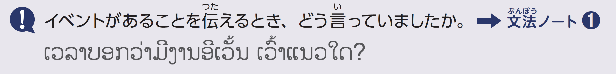 イベントがあることを伝えるとき、どう言っていましたか。 ➡ 文法ノート❶
ເວລາບອກວ່າມີງານອີເວັ້ນ ເວົ້າແນວໃດ?